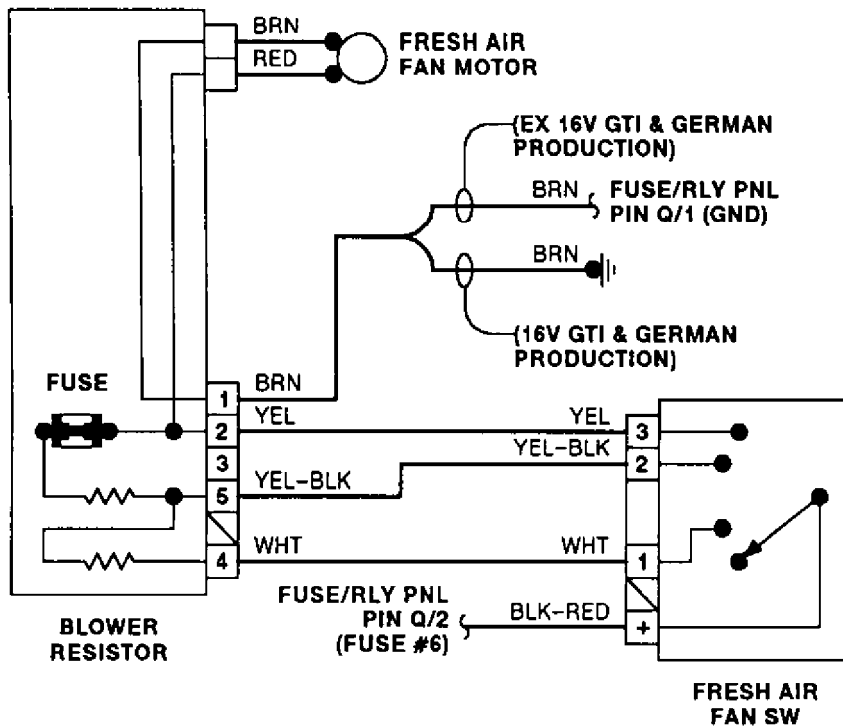 BRN
RED
FRESH AIR
FAN MOTOR
(EX 16V GTI & GERMAN
PRODUCTION)
BRN
FUSE/RLY PNL
PIN Q/1 (GND)
BRN
(16V GTI & GERMAN
PRODUCTION)
FUSE
1
BRN
2
YEL
YEL
3
3
YEL-BLK
2
5
YEL-BLK
4
WHT
WHT
1
FUSE/RLY PNL
PIN Q/2
(FUSE #6)
BLK-RED
+
BLOWER
RESISTOR
FRESH AIR
FAN SW